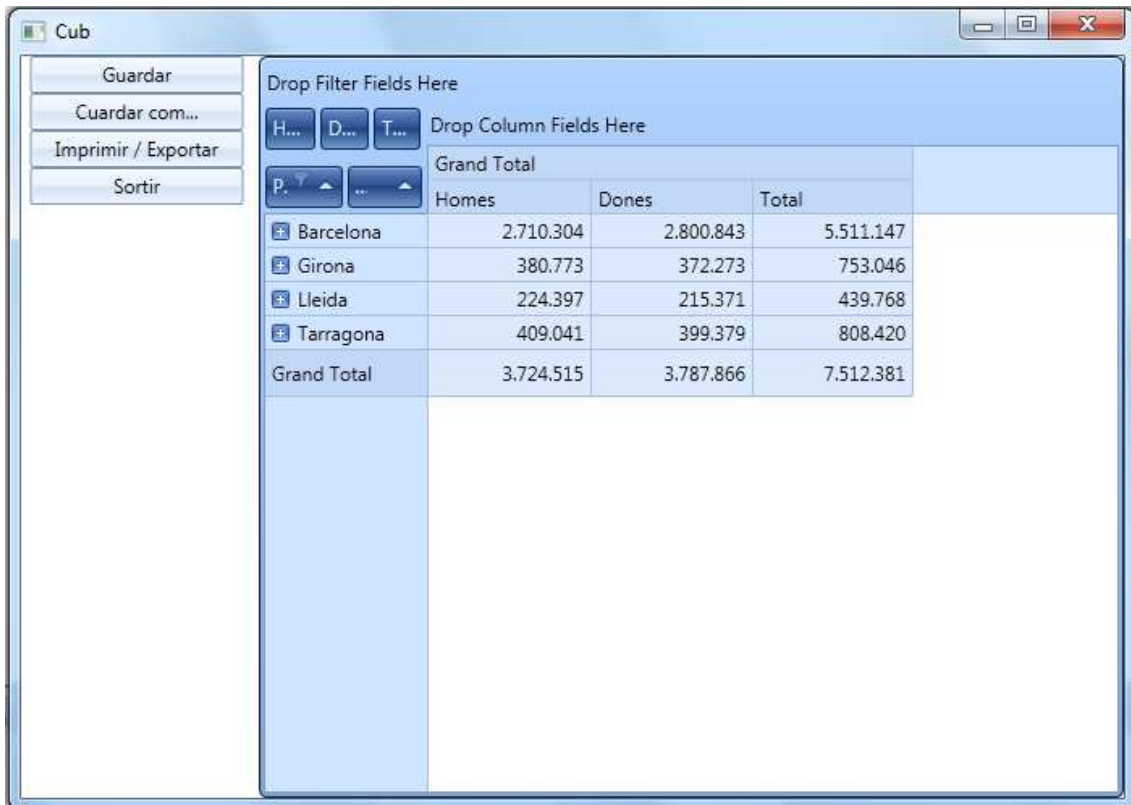 Cub
Guardar
Cuardar com...
Imprimir / Exportar
Sortir
Drop Filter Fields Here
H... D... T... Drop Column Fields Here
P. ...
Grand Total
Homes Dones Total
Barcelona 2.710.304 2.800.843 5.511.147
Girona 380.773 372.273 753.046
Lleida 224.397 215.371 439.768
Tarragona 409.041 399.379 808.420
Grand Total 3.724.515 3.787.866 7.512.381